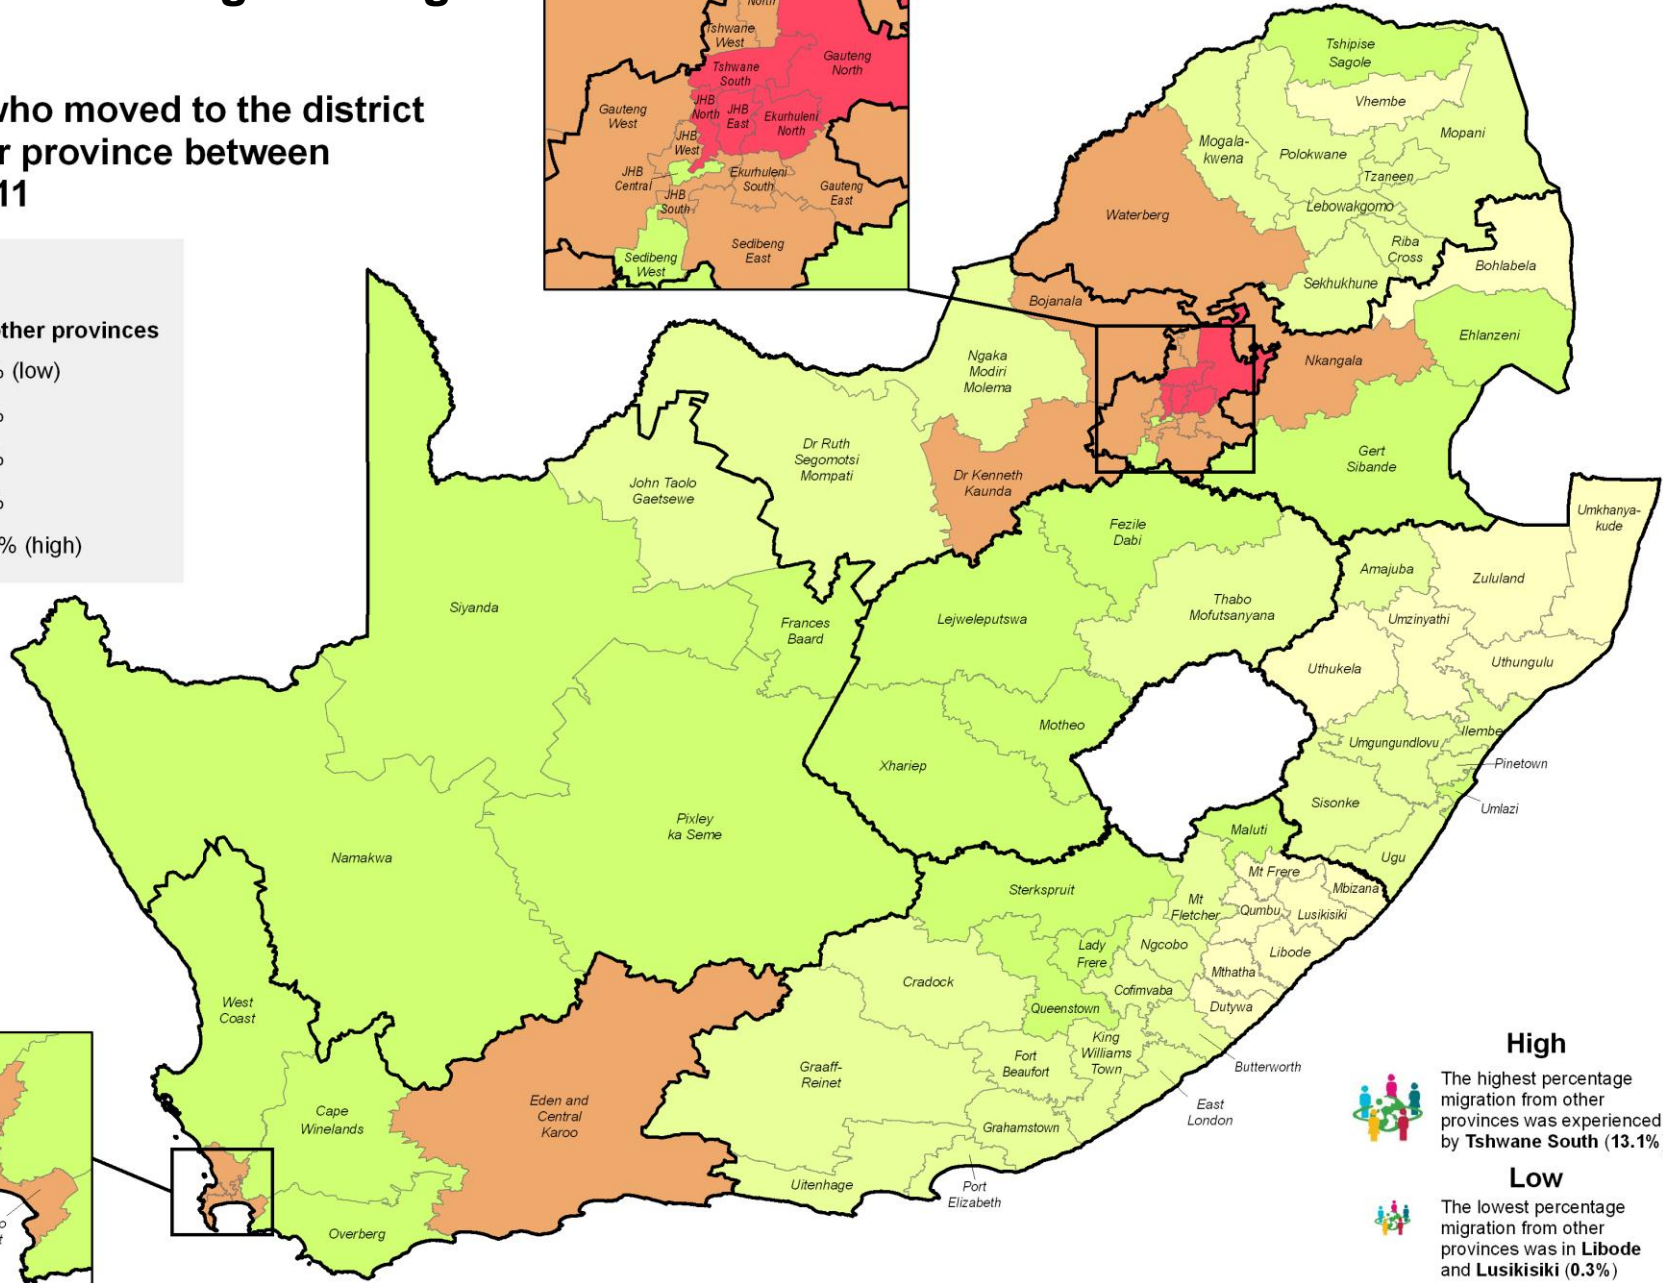 who moved to the district
r province between
11
other provinces
% (low)
%
%
%
% (high)
North
Tshwane
West
Tshwane
South
Gauteng
North
Gauteng
West
JHB
North
JHB
East
Ekurhuleni
North
JHB
West
JHB
Central
Ekurhuleni
South
JHB
South
Gauteng
East
Sedibeng
West
Sedibeng
East
Tshipise
Sagole
Vhembe
Mopani
Mogala-
kwena
Polokwane
Tzaneen
Lebowakgomo
Waterberg
Riba
Cross
Sekhukhune
Bohlabela
Bojanala
Ehlanzeni
Nkangala
Ngaka
Modiri
Molema
Gert
Sibande
Dr Ruth
Segomotsi
Mompati
Dr Kenneth
Kaunda
John Taolo
Gaetsewe
Umkhanya-
kude
Fezile
Dabi
Amajuba
Zululand
Siyanda
Frances
Baard
Lejweleputswa
Thabo
Mofutsanyana
Umzinyathi
Uthukela
Uthungulu
Motheo
Ilembe
Umgungundlovu
Pinetown
Xhariep
Sisonke
Umlazi
Pixley
ka Seme
Maluti
Ugu
Namakwa
Mt Frere
Mbizana
Sterkspruit
Mt
Fletcher
Qumbu
Lusikisiki
Lady
Frere
Ngcobo
Libode
Mthatha
Cradock
Cofimvaba
Dutywa
Queenstown
West
Coast
King
Williams
Town
Fort
Beaufort
Butterworth
Graaff-
Reinet
East
London
Cape
Winelands
Eden and
Central
Karoo
Grahamstown
Uitenhage
Port
Elizabeth
Overberg
High
The highest percentage
migration from other
provinces was experienced
by Tshwane South (13.1%
Low
The lowest percentage
migration from other
provinces was in Libode
and Lusikisiki (0.3%)